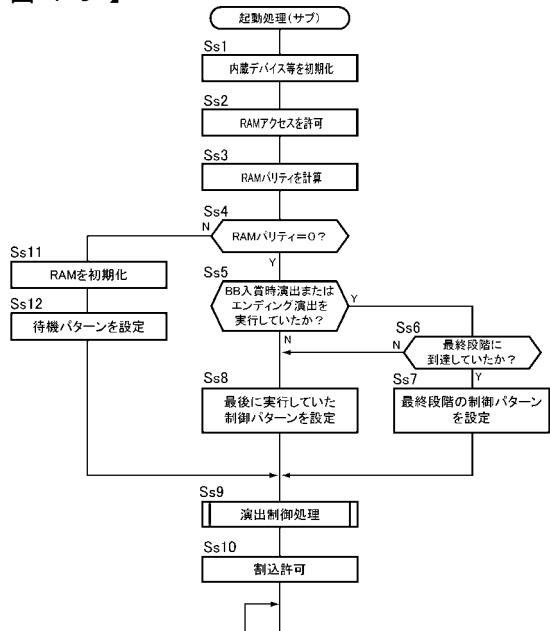 起動処理(サブ)
Ss1
内蔵デバイス等を初期化
Ss2
RAMアクセスを許可
Ss3
RAMパリティを計算
Ss4
N
RAMパリティ=0?
Y
Ss11
RAMを初期化
Ss12
待機パターンを設定
Ss5
BB入賞時演出または
エンディング演出を
実行していたか?
Y
N
Ss6
N
最終段階に
到達していたか?
Y
Ss8
最後に実行していた
制御パターンを設定
Ss7
最終段階の制御パターン
を設定
Ss9
演出制御処理
Ss10
割込許可